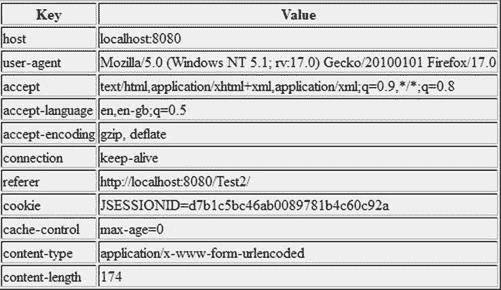 Key Value
host localhost:8080
user-agent Mozilla/5.0 (Windows NT 5.1; rv:17.0) Gecko/20100101 Firefox/17.0
accept text/html,application/xhtml+xml,application/xml;q=0.9,*/*;q=0.8
accept-language en,en-gb;q=0.5
accept-encoding gzip, deflate
connection keep-alive
referer http://localhost:8080/Test2/
cookie JSESSIONID=d7b1c5bc46ab0089781b4c60c92a
cache-control max-age=0
content-type application/x-www-form-urlencoded
content-length 174